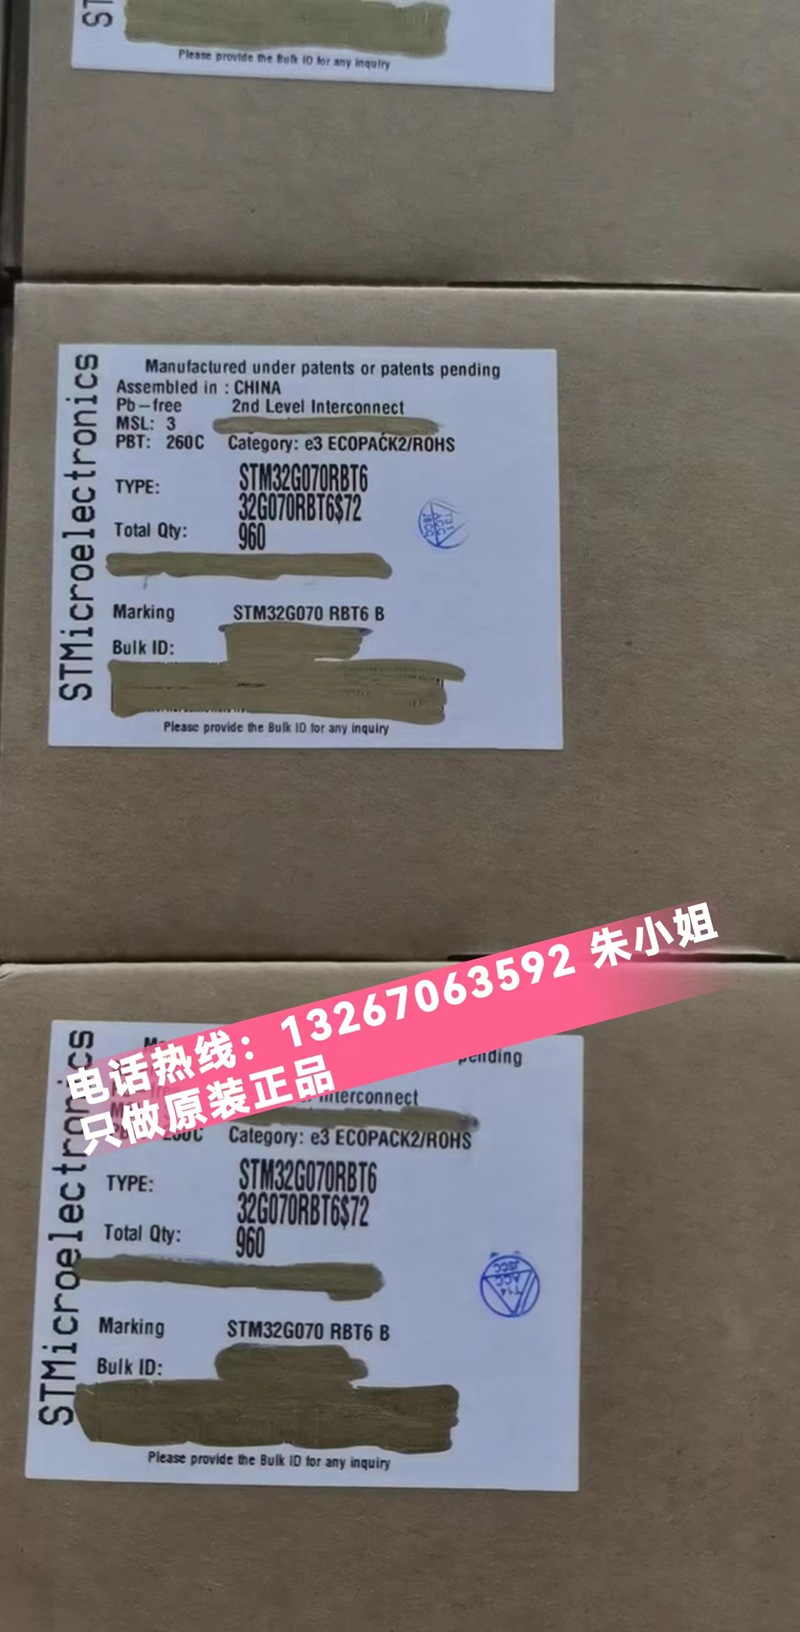 ST
Please provide the Bulk ID for any inquiry
STMicroelectronics
Manufactured under patents or patents pending
Assembled in : CHINA
Pb-free 2nd Level Interconnect
MSL: 3
PBT: 260C Category: e3 ECOPACK2/ROHS
TYPE: STM32G070RBT6
32G070RBT6$72
Total Qty: 960
Marking STM32G070 RBT6 B
Bulk ID:
Please provide the Bulk ID for any inquiry
电话热线：13267063592 朱小姐
只做原装正品
STMicroelectronics
pending
Interconnect
260C Category: e3 ECOPACK2/ROHS
TYPE: STM32G070RBT6
32G070RBT6$72
Total Qty: 960
Marking STM32G070 RBT6 B
Bulk ID:
Please provide the Bulk ID for any inquiry